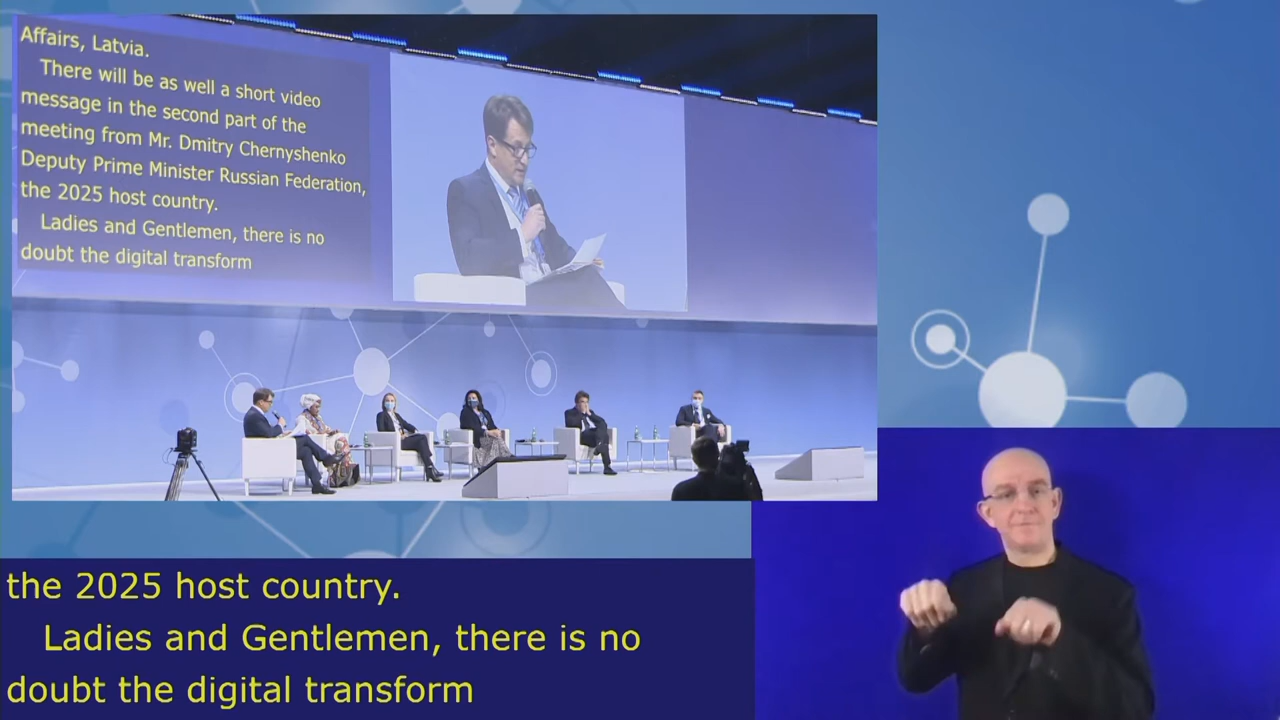 Affairs, Latvia.
There will be as well a short video
message in the second part of the
meeting from Mr. Dmitry Chernyshenko
Deputy Prime Minister Russian Federation,
the 2025 host country.
Ladies and Gentlemen, there is no
doubt the digital transform
the 2025 host country.
Ladies and Gentlemen, there is no
doubt the digital transform